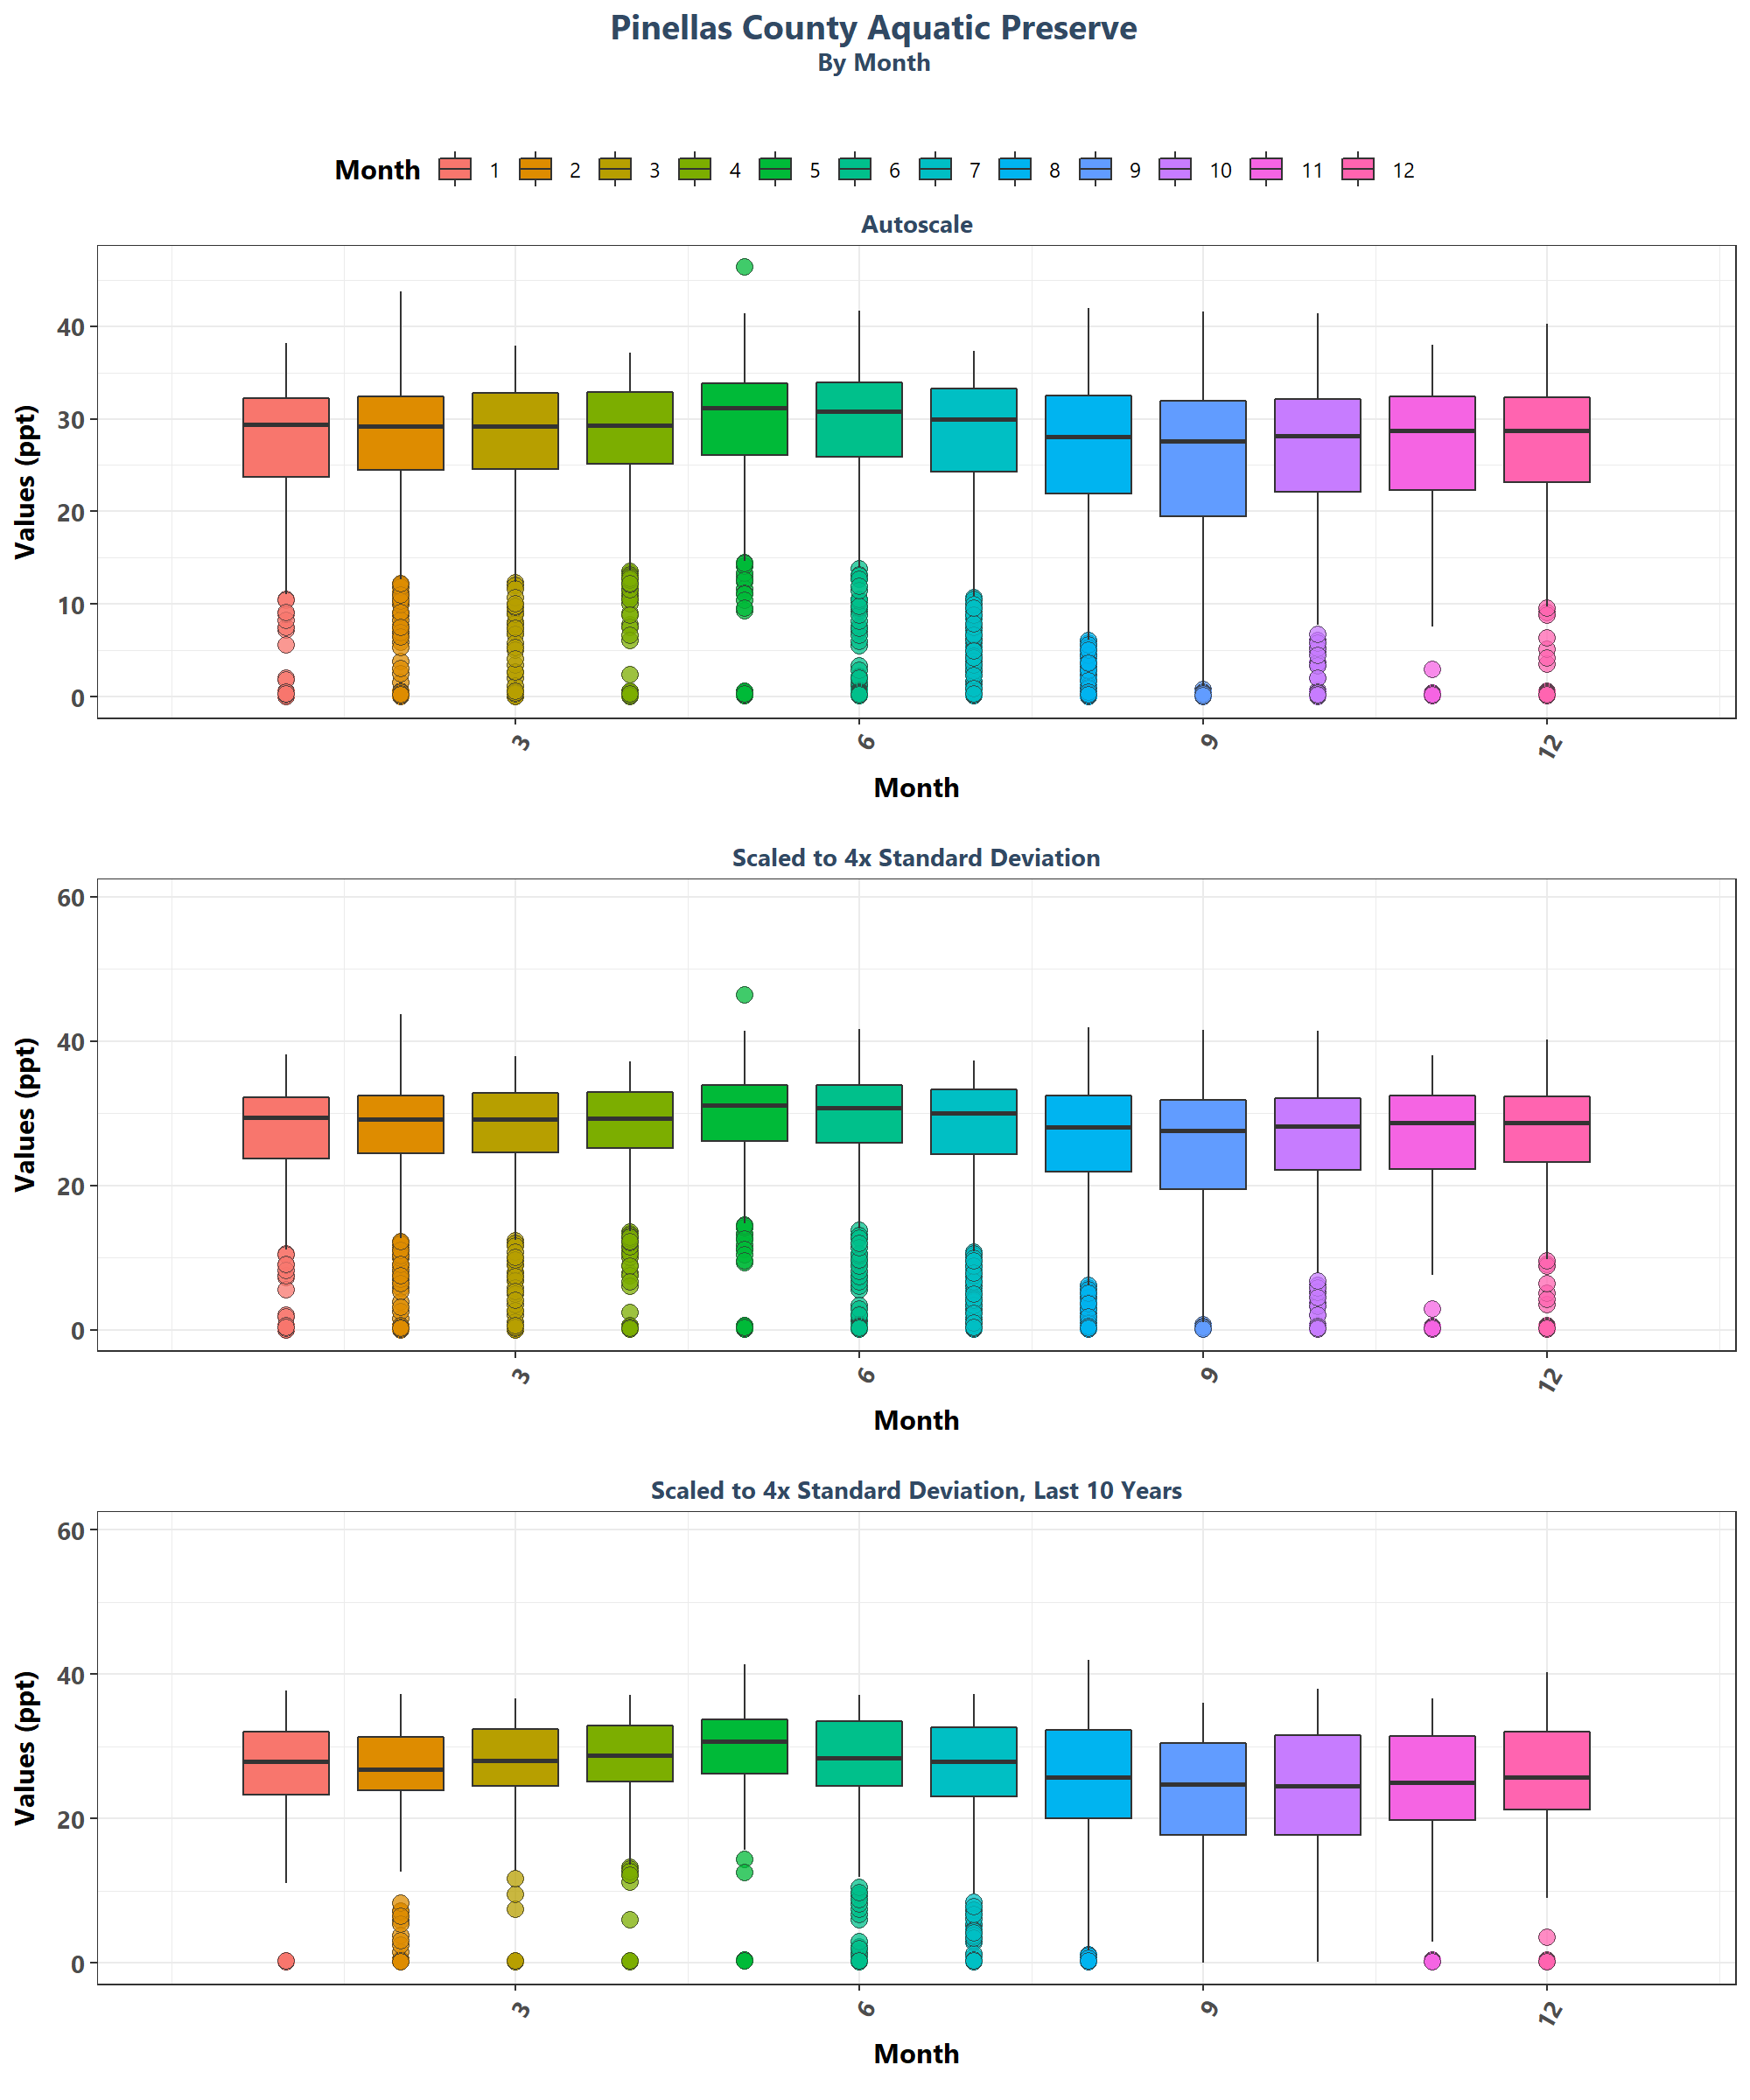 Pinellas County Aquatic Preserve
By Month
Month 1 2 3 4 5 6 7 8 9 10 11 12
Autoscale
Values (ppt)
40
30
20
10
0
3 6 9 12
Month
Scaled to 4x Standard Deviation
Values (ppt)
60
40
20
0
3 6 9 12
Month
Scaled to 4x Standard Deviation, Last 10 Years
Values (ppt)
60
40
20
0
3 6 9 12
Month